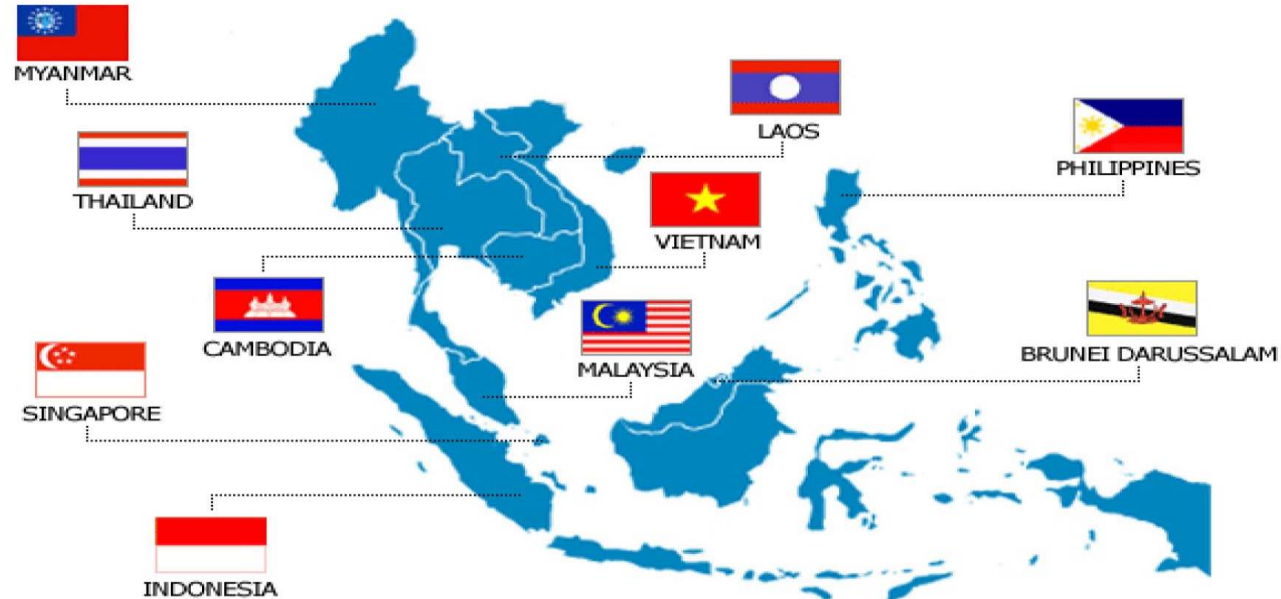 MYANMAR
LAOS
PHILIPPINES
THAILAND
VIETNAM
CAMBODIA
BRUNEI DARUSSALAM
MALAYSIA
SINGAPORE
INDONESIA